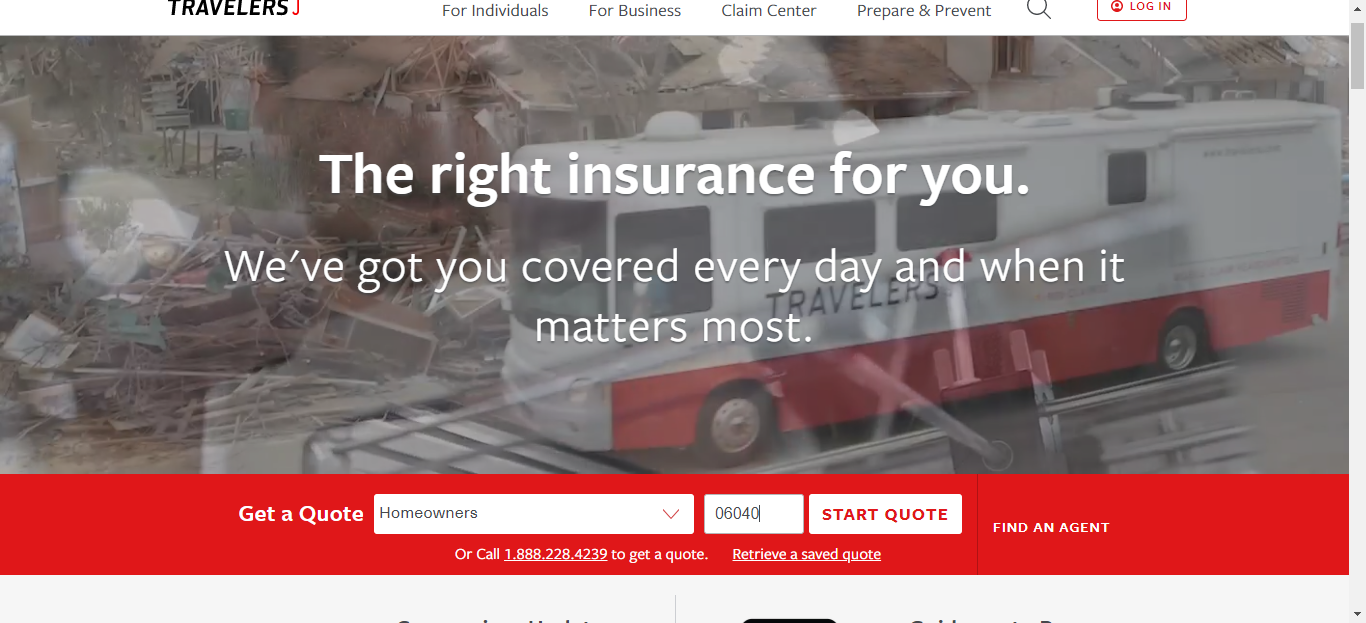 TRAVELERS
For Individuals
For Business
Claim Center
Prepare & Prevent
LOG IN
The right insurance for you.
We've got you covered every day and when it
matters most.
TRAVELERS
Get a Quote
Homeowners
06040
START QUOTE
FIND AN AGENT
Or Call 1.888.228.4239 to get a quote.
Retrieve a saved quote